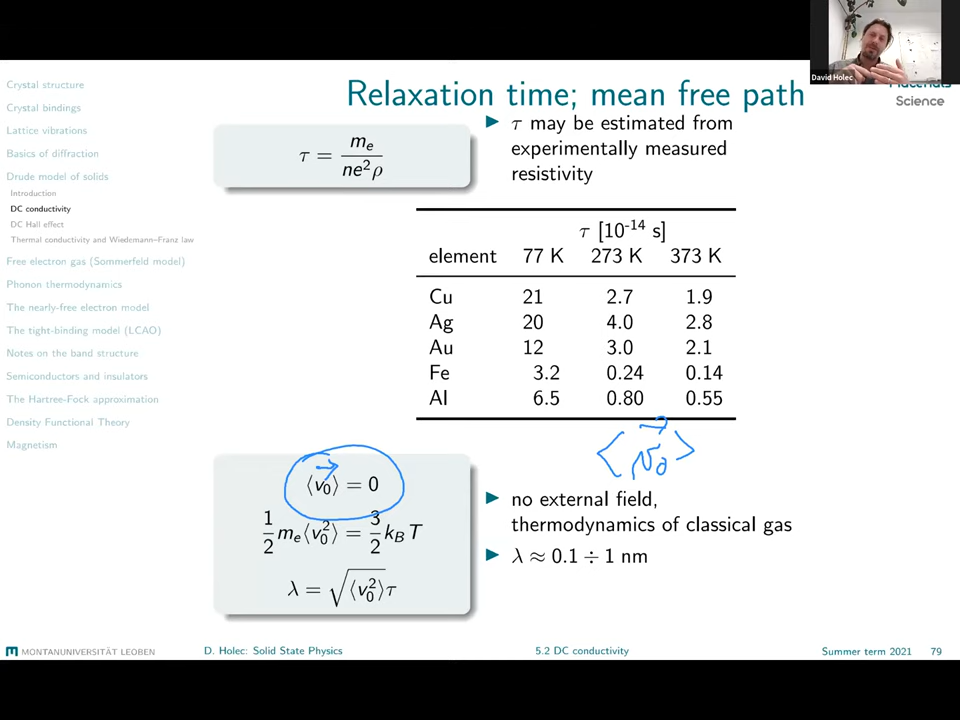 David Holec
Materials
Science
Crystal structure
Crystal bindings
Lattice vibrations
Basics of diffraction
Drude model of solids
Introduction
DC conductivity
DC Hall effect
Thermal conductivity and Wiedemann–Franz law
Free electron gas (Sommerfeld model)
Phonon thermodynamics
The nearly-free electron model
The tight-binding model (LCAO)
Notes on the band structure
Semiconductors and insulators
The Hartree-Fock approximation
Density Functional Theory
Magnetism
Relaxation time; mean free path
τ = mₑ / ne²ρ
▶ τ may be estimated from
experimentally measured
resistivity
τ [10⁻¹⁴ s]
element 77 K 273 K 373 K
Cu 21 2.7 1.9
Ag 20 4.0 2.8
Au 12 3.0 2.1
Fe 3.2 0.24 0.14
Al 6.5 0.80 0.55
⟨v⃗₀⟩
⟨v⃗₀⟩ = 0
1/2 mₑ⟨v₀²⟩ = 3/2 k_B T
λ = √⟨v₀²⟩τ
▶ no external field,
thermodynamics of classical gas
▶ λ ≈ 0.1 ÷ 1 nm
MONTANUNIVERSITÄT LEOBEN D. Holec: Solid State Physics 5.2 DC conductivity Summer term 2021 79